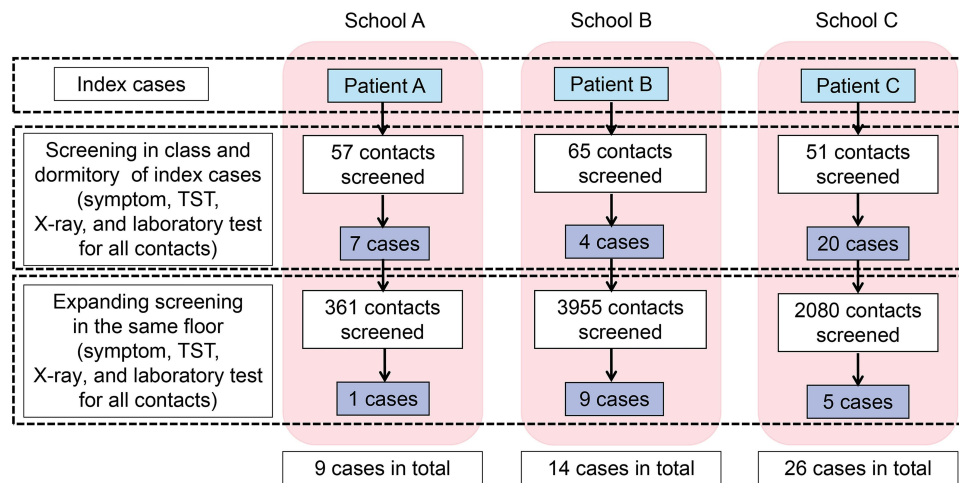 School A
School B
School C
Index cases
Patient A
Patient B
Patient C
Screening in class and
dormitory of index cases
(symptom, TST,
X-ray, and laboratory test
for all contacts)
57 contacts
screened
65 contacts
screened
51 contacts
screened
7 cases
4 cases
20 cases
Expanding screening
in the same floor
(symptom, TST,
X-ray, and laboratory test
for all contacts)
361 contacts
screened
3955 contacts
screened
2080 contacts
screened
1 cases
9 cases
5 cases
9 cases in total
14 cases in total
26 cases in total